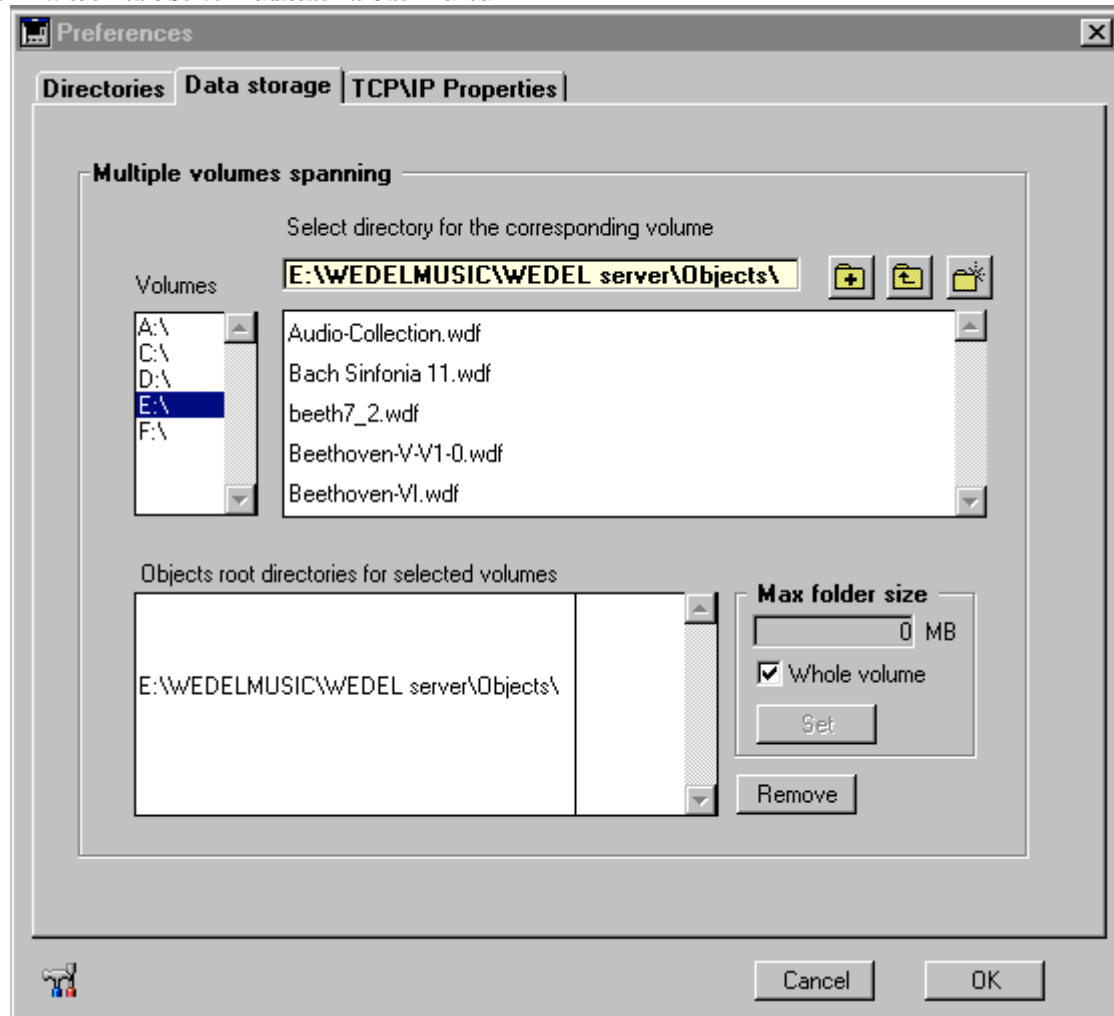 Preferences
Directories Data storage TCP\IP Properties
Multiple volumes spanning
Select directory for the corresponding volume
Volumes
E:\WEDELMUSIC\WEDEL server\Objects\
A:\
C:\
D:\
E:\
F:\
Audio-Collection.wdf
Bach Sinfonia 11.wdf
beeth7_2.wdf
Beethoven-V-V1-0.wdf
Beethoven-VI.wdf
Objects root directories for selected volumes
E:\WEDELMUSIC\WEDEL server\Objects\
Max folder size
0 MB
Whole volume
Set
Remove
Cancel OK